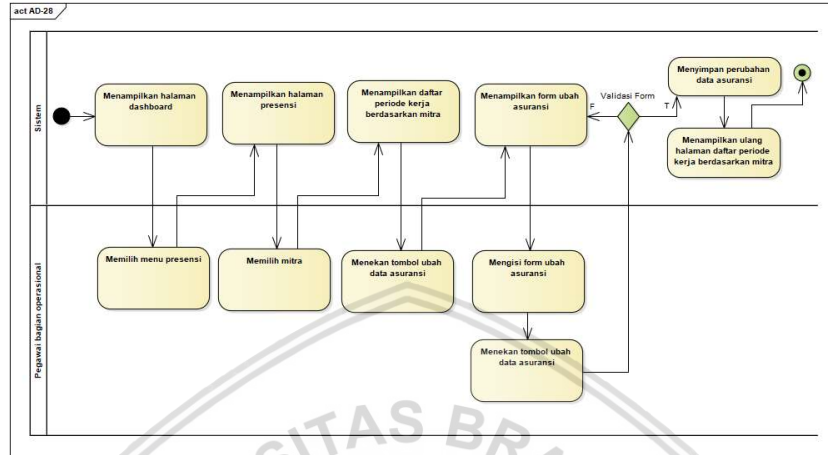 act AD-28
Sistem
Menampilkan halaman
dashboard
Menampilkan halaman
presensi
Menampilkan daftar
periode kerja
berdasarkan mitra
Menampilkan form ubah
asuransi
F
Validasi Form
T
Menyimpan perubahan
data asuransi
Menampilkan ulang
halaman daftar periode
kerja berdasarkan mitra
Pegawai bagian operasional
Memilih menu presensi
Memilih mitra
Menekan tombol ubah
data asuransi
Mengisi form ubah
asuransi
Menekan tombol ubah
data asuransi
SITAS BRA